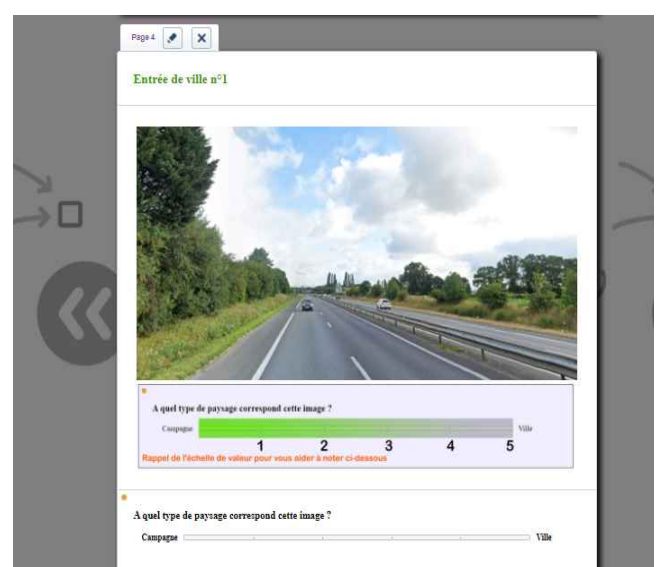 Page 4
Entrée de ville n°1
A quel type de paysage correspond cette image ?
Campagne Ville
1 2 3 4 5
Rappel de l'échelle de valeur pour vous aider à noter ci-dessous
A quel type de paysage correspond cette image ?
Campagne Ville